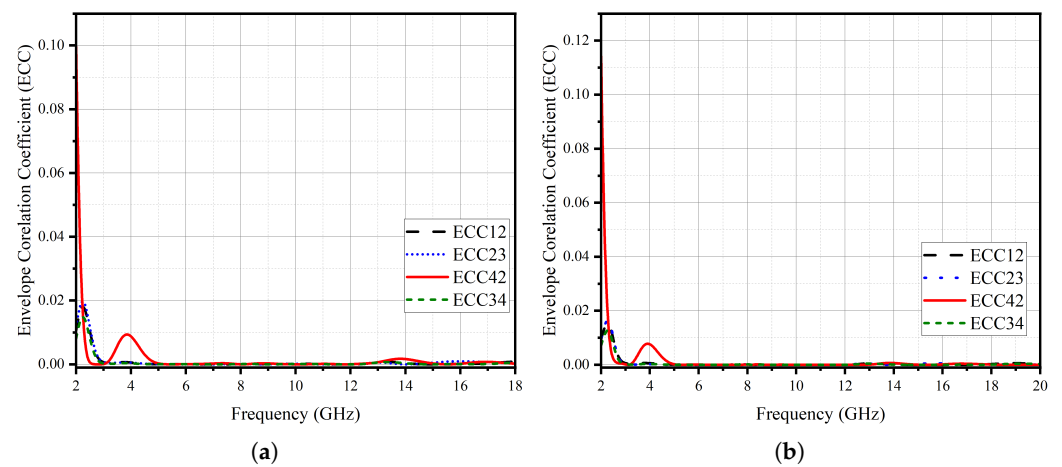 Envelope Corelation Coefficient (ECC)
0.10
0.08
0.06
0.04
0.02
0.00
ECC12
ECC23
ECC42
ECC34
2 4 6 8 10 12 14 16 18
Frequency (GHz)
(a)
Envelope Corelation Coefficient (ECC)
0.12
0.10
0.08
0.06
0.04
0.02
0.00
ECC12
ECC23
ECC42
ECC34
2 4 6 8 10 12 14 16 18 20
Frequency (GHz)
(b)